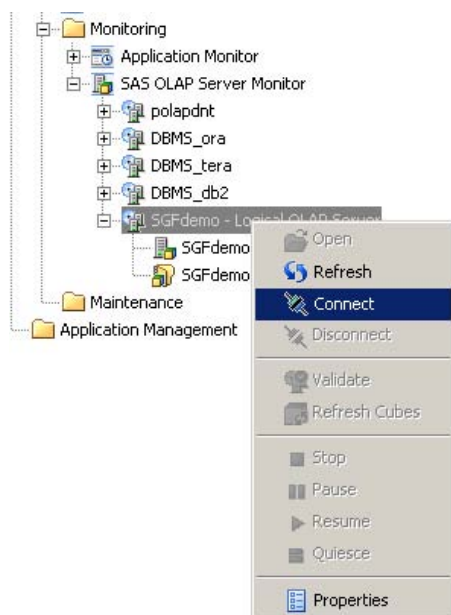 Monitoring
Application Monitor
SAS OLAP Server Monitor
polapdnt
DBMS_ora
DBMS_tera
DBMS_db2
SGFdemo - Logical OLAP Server
SGFdemo
SGFdemo
Maintenance
Application Management
Open
Refresh
Connect
Disconnect
Validate
Refresh Cubes
Stop
Pause
Resume
Quiesce
Properties